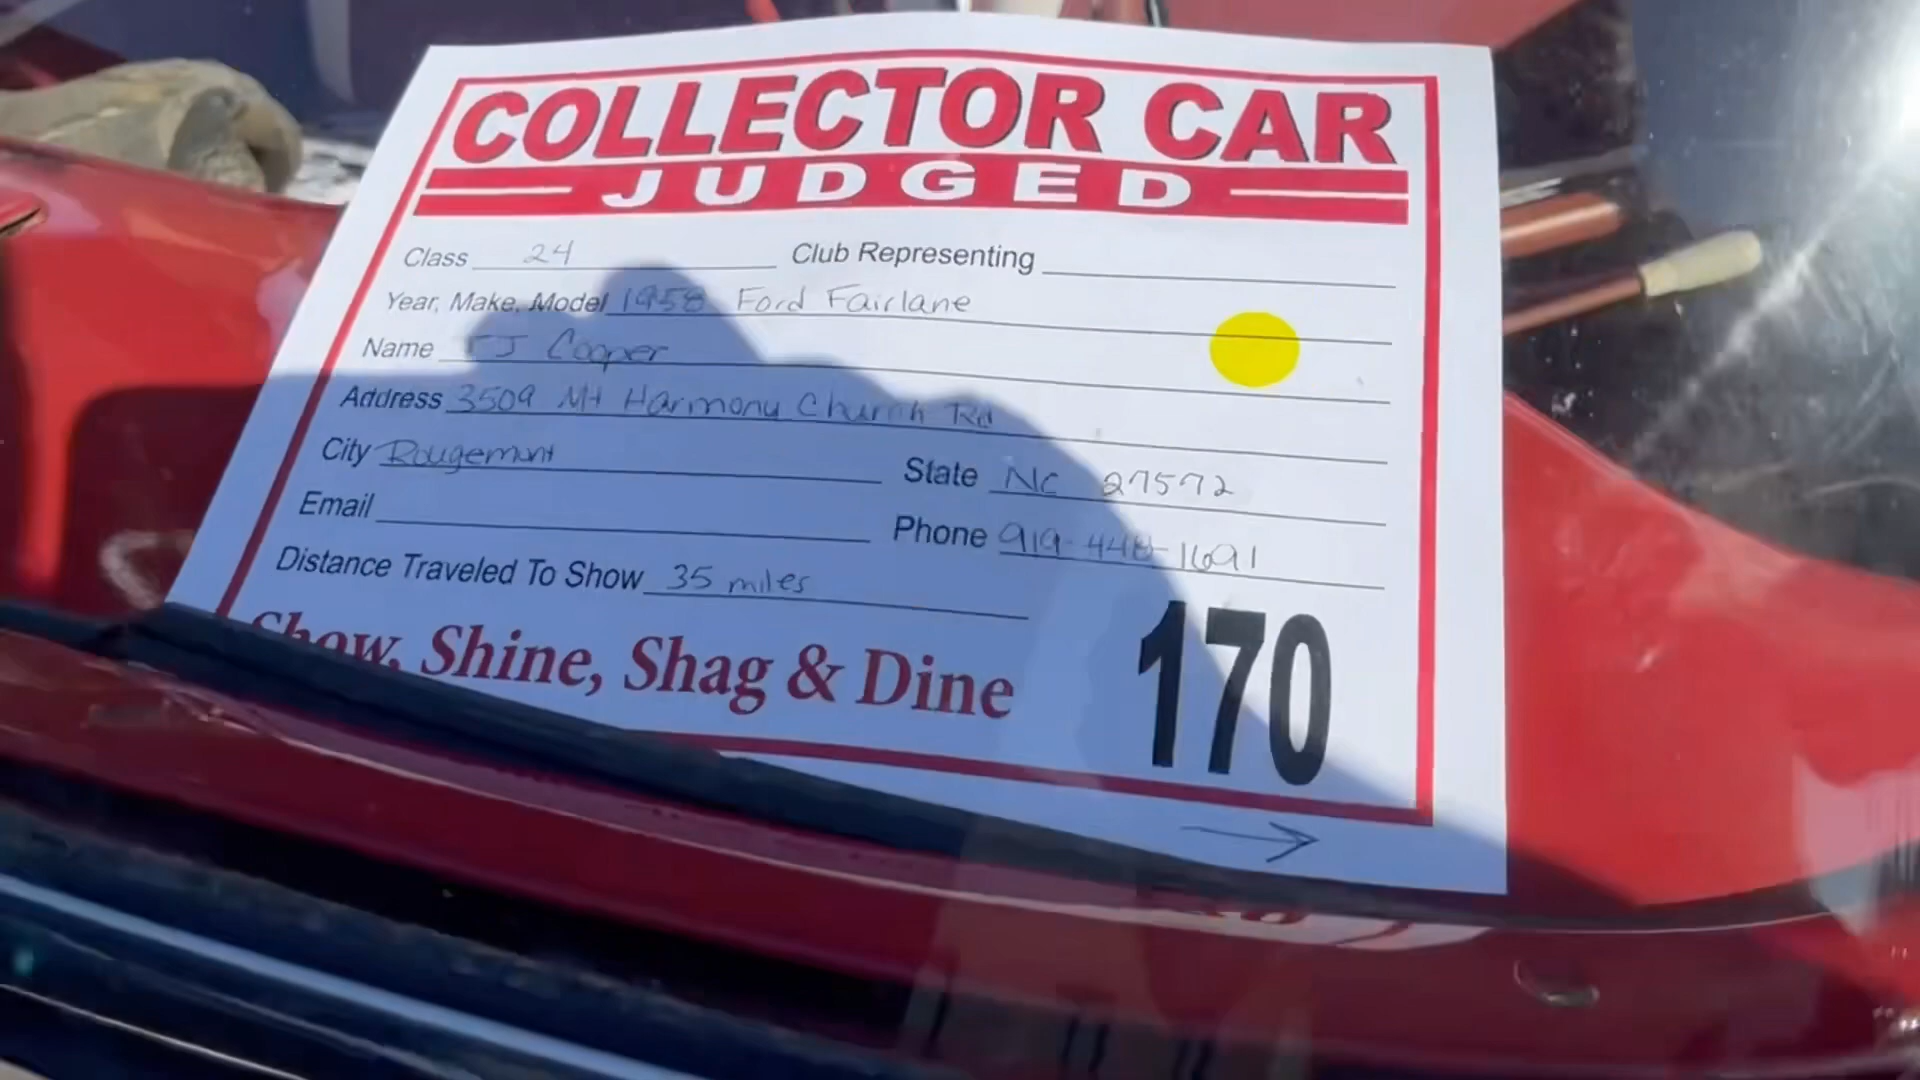 COLLECTOR CAR
JUDGED
Class 24 Club Representing
Year, Make, Model 1958 Ford Fairlane
Name TJ Cooper
Address 3509 Mt Harmony Church Rd
City Rougemont State NC 27572
Email Phone 919-448-1691
Distance Traveled To Show 35 miles
Show, Shine, Shag & Dine 170